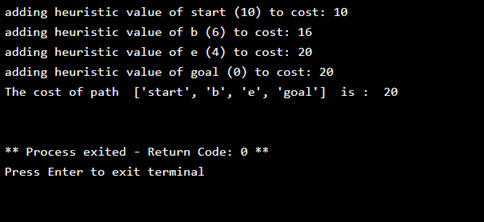 adding heuristic value of start (10) to cost: 10
adding heuristic value of b (6) to cost: 16
adding heuristic value of e (4) to cost: 20
adding heuristic value of goal (0) to cost: 20
The cost of path  ['start', 'b', 'e', 'goal']  is :  20
** Process exited - Return Code: 0 **
Press Enter to exit terminal